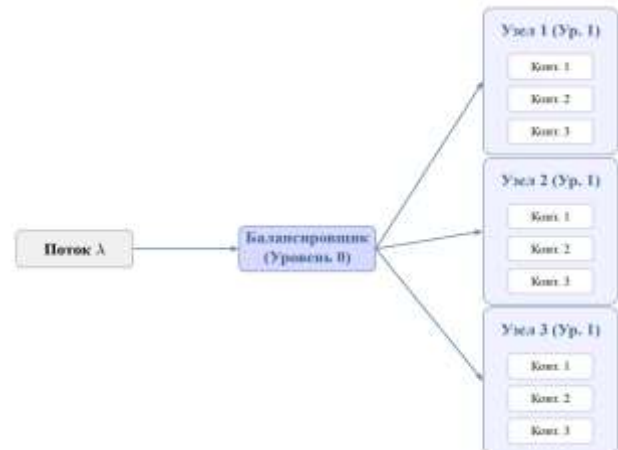 Поток λ
Балансировщик
(Уровень 0)
Узел 1 (Ур. 1)
Конт. 1
Конт. 2
Конт. 3
Узел 2 (Ур. 1)
Конт. 1
Конт. 2
Конт. 3
Узел 3 (Ур. 1)
Конт. 1
Конт. 2
Конт. 3